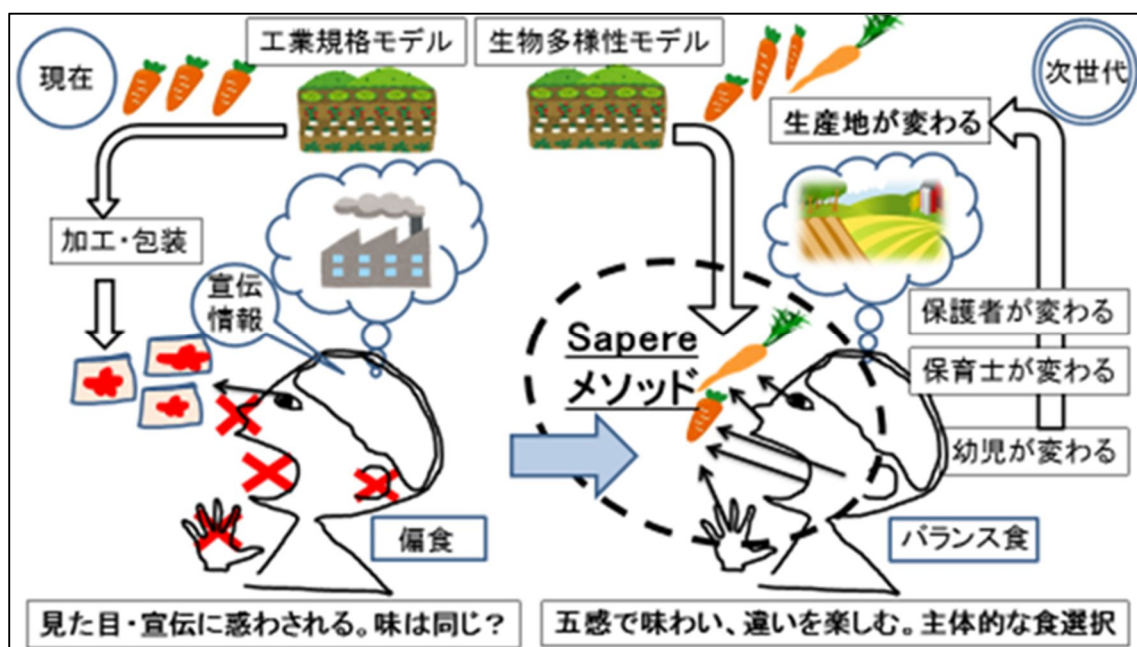 現在
工業規格モデル
生物多様性モデル
次世代
生産地が変わる
加工・包装
宣伝
情報
Sapere
メソッド
保護者が変わる
保育士が変わる
幼児が変わる
偏食
バランス食
見た目・宣伝に惑わされる。味は同じ？
五感で味わい、違いを楽しむ。主体的な食選択